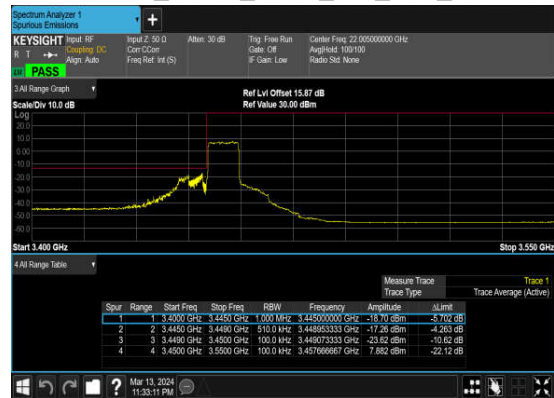 Spectrum Analyzer 1
Spurious Emissions
+
KEYSIGHT Input: RF Input Z: 50 Ω Atten: 30 dB Trig: Free Run Center Freq: 22.005000000 GHz
R T Coupling: DC Corr CCorr Gate: Off Avg|Hold: 100/100
Align: Auto Freq Ref: Int (S) IF Gain: Low Radio Std: None
PASS
3 All Range Graph
Ref Lvl Offset 15.87 dB
Scale/Div 10.0 dB Ref Value 30.00 dBm
Log
20.0
10.0
0.00
-10.0
-20.0
-30.0
-40.0
-50.0
-60.0
Start 3.400 GHz Stop 3.550 GHz
4 All Range Table
Measure Trace Trace 1
Trace Type Trace Average (Active)
Spur Range Start Freq Stop Freq RBW Frequency Amplitude ΔLimit
1 1 3.4000 GHz 3.4450 GHz 1.000 MHz 3.445000000 GHz -18.70 dBm -5.702 dB
2 2 3.4450 GHz 3.4490 GHz 510.0 kHz 3.448953333 GHz -17.26 dBm -4.263 dB
3 3 3.4490 GHz 3.4500 GHz 100.0 kHz 3.449073333 GHz -23.62 dBm -10.62 dB
4 4 3.4500 GHz 3.5500 GHz 100.0 kHz 3.457666667 GHz 7.882 dBm -22.12 dB
? Mar 13, 2024
11:33:11 PM